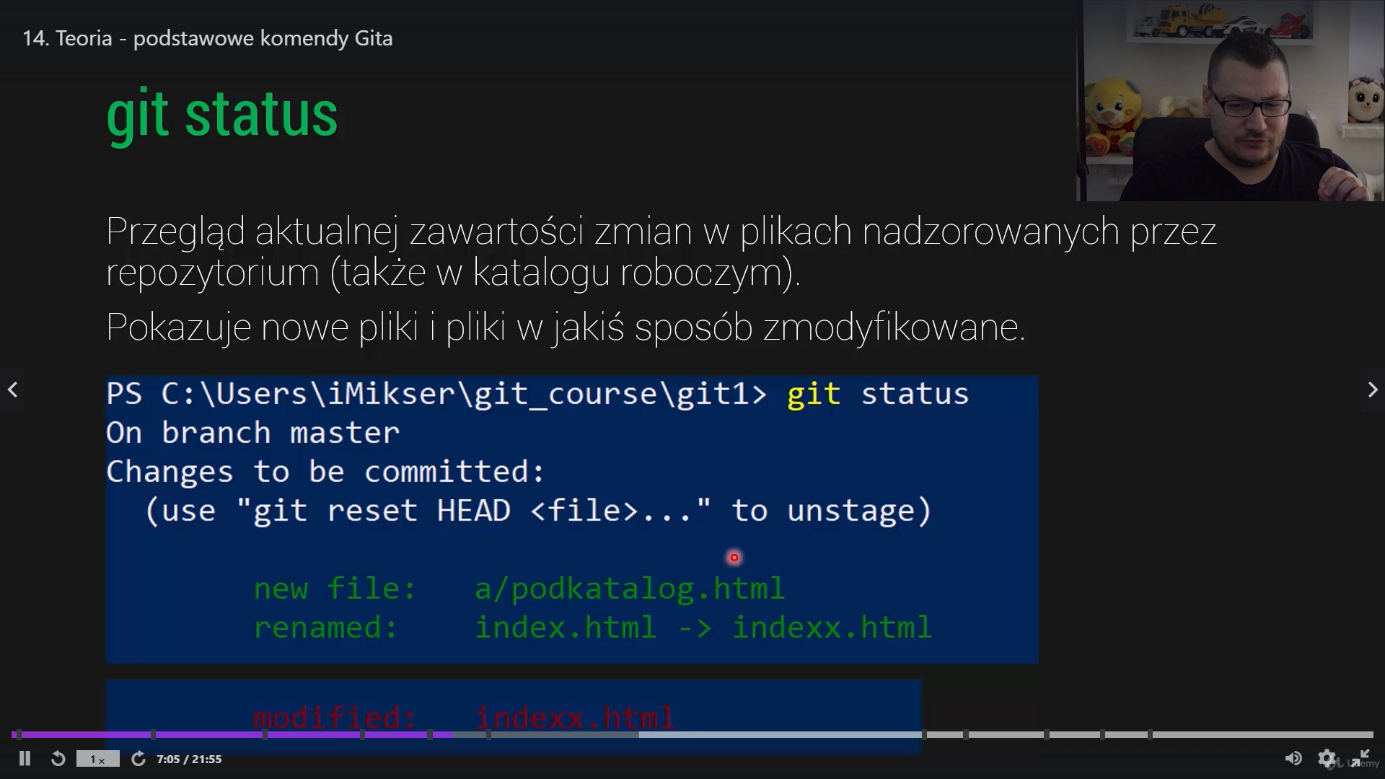 14. Teoria - podstawowe komendy Gita
git status
Przegląd aktualnej zawartości zmian w plikach nadzorowanych przez
repozytorium (także w katalogu roboczym).
Pokazuje nowe pliki i pliki w jakiś sposób zmodyfikowane.
PS C:\Users\iMikser\git_course\git1> git status
On branch master
Changes to be committed:
(use "git reset HEAD <file>..." to unstage)
new file: a/podkatalog.html
renamed: index.html -> indexx.html
modified: indexx.html
1x
7:05 / 21:55
Udemy